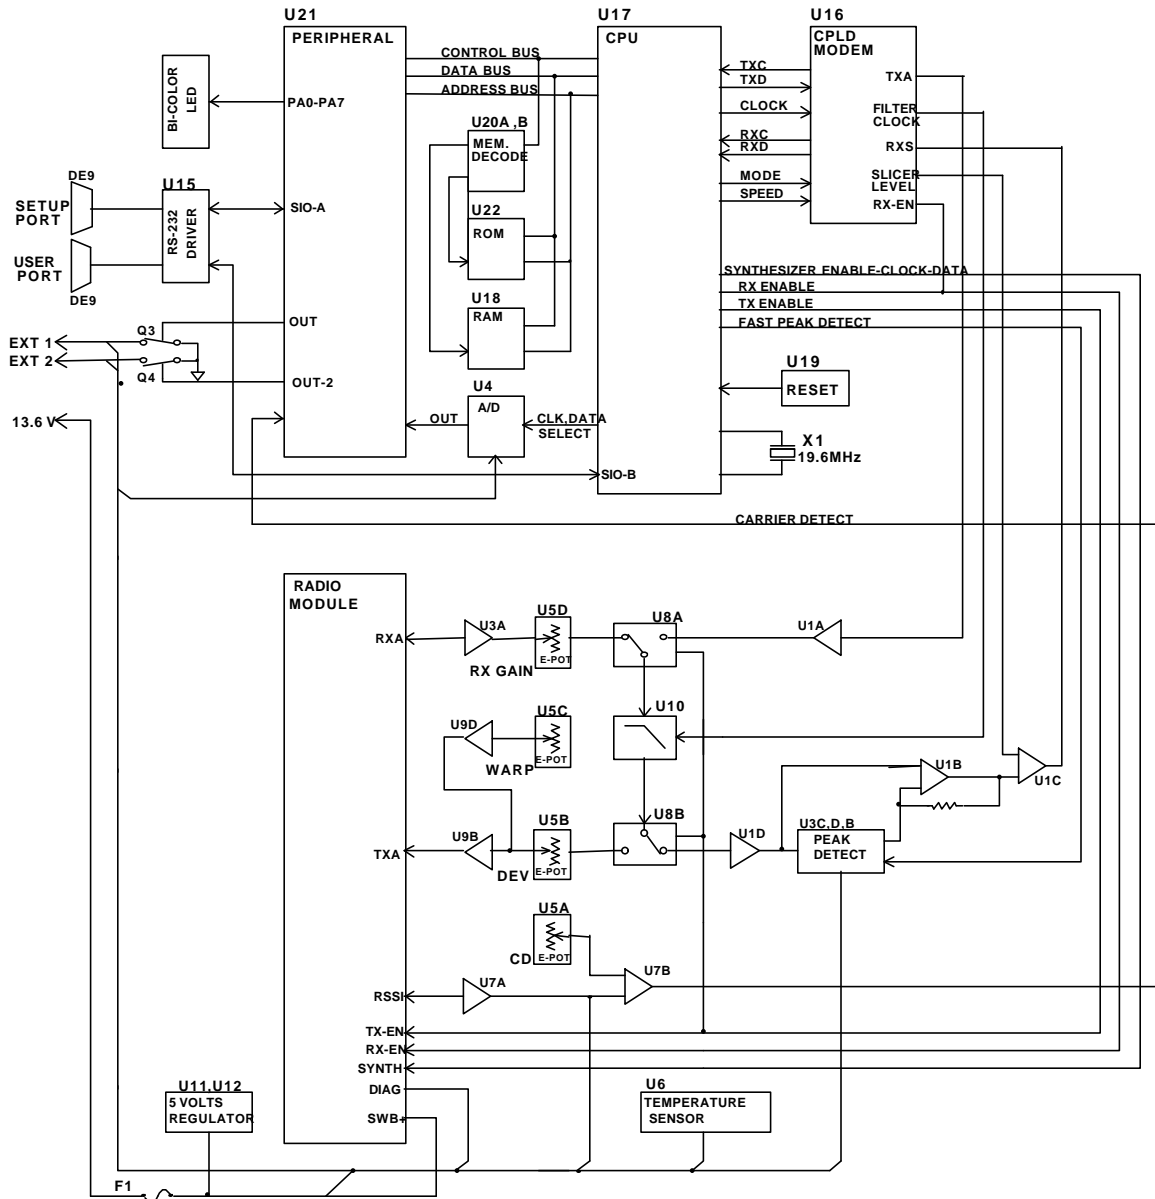 U21
U17
U16
PERIPHERAL
CPU
CPLD
MODEM
CONTROL BUS
DATA BUS
ADDRESS BUS
TXC
TXD
CLOCK
RXC
RXD
MODE
SPEED
TXA
FILTER
CLOCK
RXS
SLICER
LEVEL
RX-EN
BI-COLOR
LED
PA0-PA7
U20A ,B
MEM.
DECODE
DE9
U15
SETUP
PORT
RS-232
DRIVER
SIO-A
U22
ROM
USER
PORT
DE9
SYNTHESIZER ENABLE-CLOCK-DATA
RX ENABLE
TX ENABLE
FAST PEAK DETECT
U18
RAM
EXT 1
EXT 2
Q3
Q4
OUT
OUT-2
U19
RESET
U4
A/D
13.6 V
OUT
CLK,DATA
SELECT
X1
19.6MHz
SIO-B
CARRIER DETECT
RADIO
MODULE
RXA
U3A
U5D
E-POT
RX GAIN
U8A
U1A
U9D
U5C
E-POT
WARP
U10
U1B
U1C
TXA
U9B
U5B
E-POT
DEV
U8B
U1D
U3C,D,B
PEAK
DETECT
U5A
E-POT
CD
RSSI
U7A
U7B
TX-EN
RX-EN
SYNTH
DIAG
SWB+
U11.U12
5 VOLTS
REGULATOR
U6
TEMPERATURE
SENSOR
F1